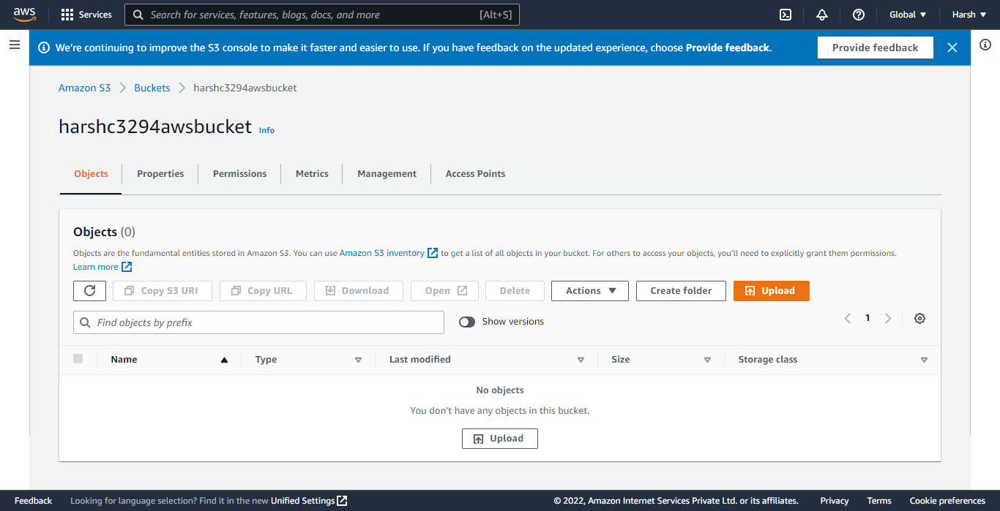 aws Services Search for services, features, blogs, docs, and more [Alt+S] Global Harsh
We're continuing to improve the S3 console to make it faster and easier to use. If you have feedback on the updated experience, choose Provide feedback. Provide feedback
Amazon S3 Buckets harshc3294awsbucket
harshc3294awsbucket Info
Objects Properties Permissions Metrics Management Access Points
Objects (0)
Objects are the fundamental entities stored in Amazon S3. You can use Amazon S3 inventory to get a list of all objects in your bucket. For others to access your objects, you'll need to explicitly grant them permissions.
Learn more
Copy S3 URI Copy URL Download Open Delete Actions Create folder Upload
Find objects by prefix Show versions 1
Name Type Last modified Size Storage class
No objects
You don't have any objects in this bucket.
Upload
Feedback Looking for language selection? Find it in the new Unified Settings © 2022, Amazon Internet Services Private Ltd. or its affiliates. Privacy Terms Cookie preferences